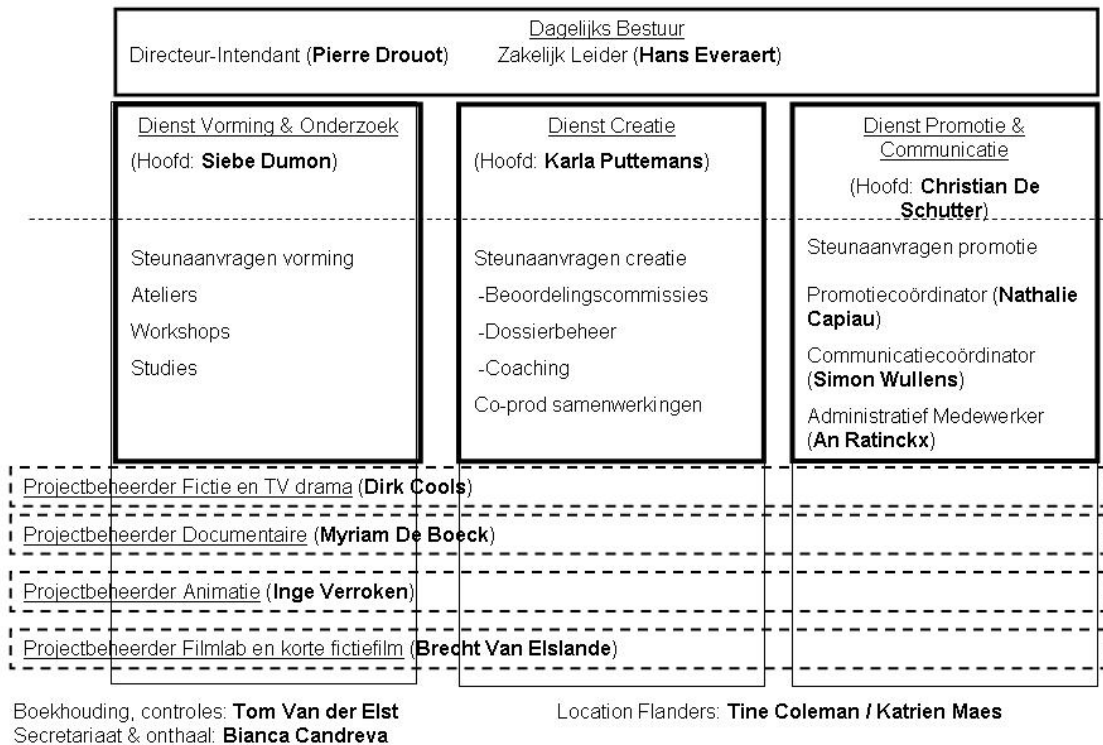 Dagelijks Bestuur
Directeur-Intendant (Pierre Drouot) Zakelijk Leider (Hans Everaert)
Dienst Vorming & Onderzoek
(Hoofd: Siebe Dumon)
Steunaanvragen vorming
Ateliers
Workshops
Studies
Dienst Creatie
(Hoofd: Karla Puttemans)
Steunaanvragen creatie
-Beoordelingscommissies
-Dossierbeheer
-Coaching
Co-prod samenwerkingen
Dienst Promotie &
Communicatie
(Hoofd: Christian De
Schutter)
Steunaanvragen promotie
Promotiecoördinator (Nathalie
Capiau)
Communicatiecoördinator
(Simon Wullens)
Administratief Medewerker
(An Ratinckx)
Projectbeheerder Fictie en TV drama (Dirk Cools)
Projectbeheerder Documentaire (Myriam De Boeck)
Projectbeheerder Animatie (Inge Verroken)
Projectbeheerder Filmlab en korte fictiefilm (Brecht Van Elslande)
Boekhouding, controles: Tom Van der Elst
Secretariaat & onthaal: Bianca Candreva
Location Flanders: Tine Coleman / Katrien Maes